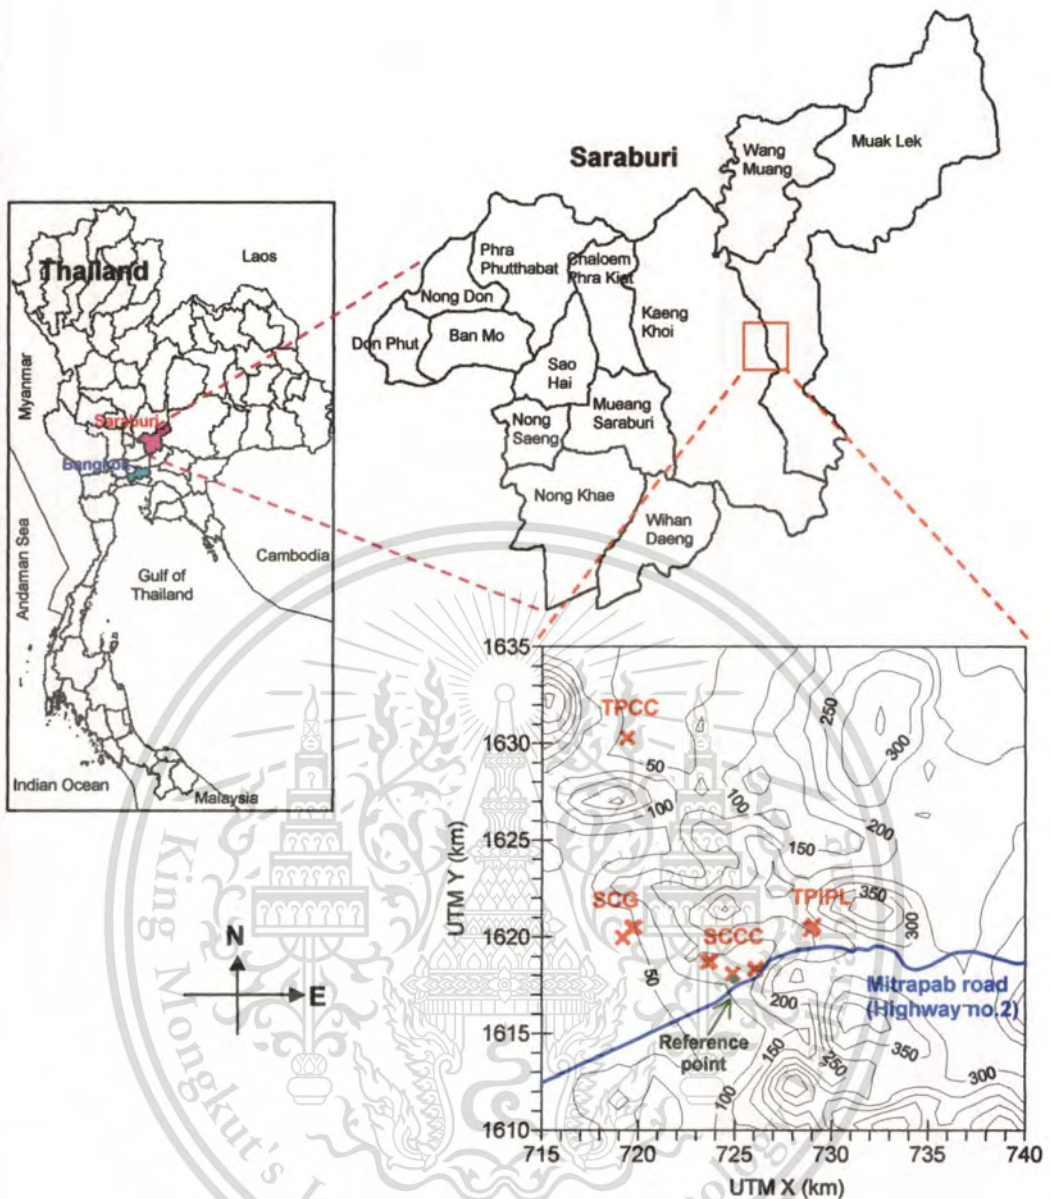 Saraburi
Wang
Muang
Muak Lek
Phra
Phutthabat
Chaloem
Phra Kiat
Nong Don
Kaeng
Khoi
Don Phut
Ban Mo
Sao
Hai
Mueang
Saraburi
Nong
Saeng
Nong Khae
Wihan
Daeng
Thailand
Laos
Myanmar
Saraburi
Bangkok
Andaman Sea
Cambodia
Gulf of
Thailand
Indian Ocean
Malaysia
N
E
1635
1630
1625
1620
1615
1610
UTM Y (km)
TPCC
250
300
50
100
100
200
150
SCG
TPIPL
350
300
SCCC
50
Mitrapab road
(Highway no.2)
200
Reference
point
150
250
350
300
100
715
720
725
730
735
740
UTM X (km)
King Mongkut's